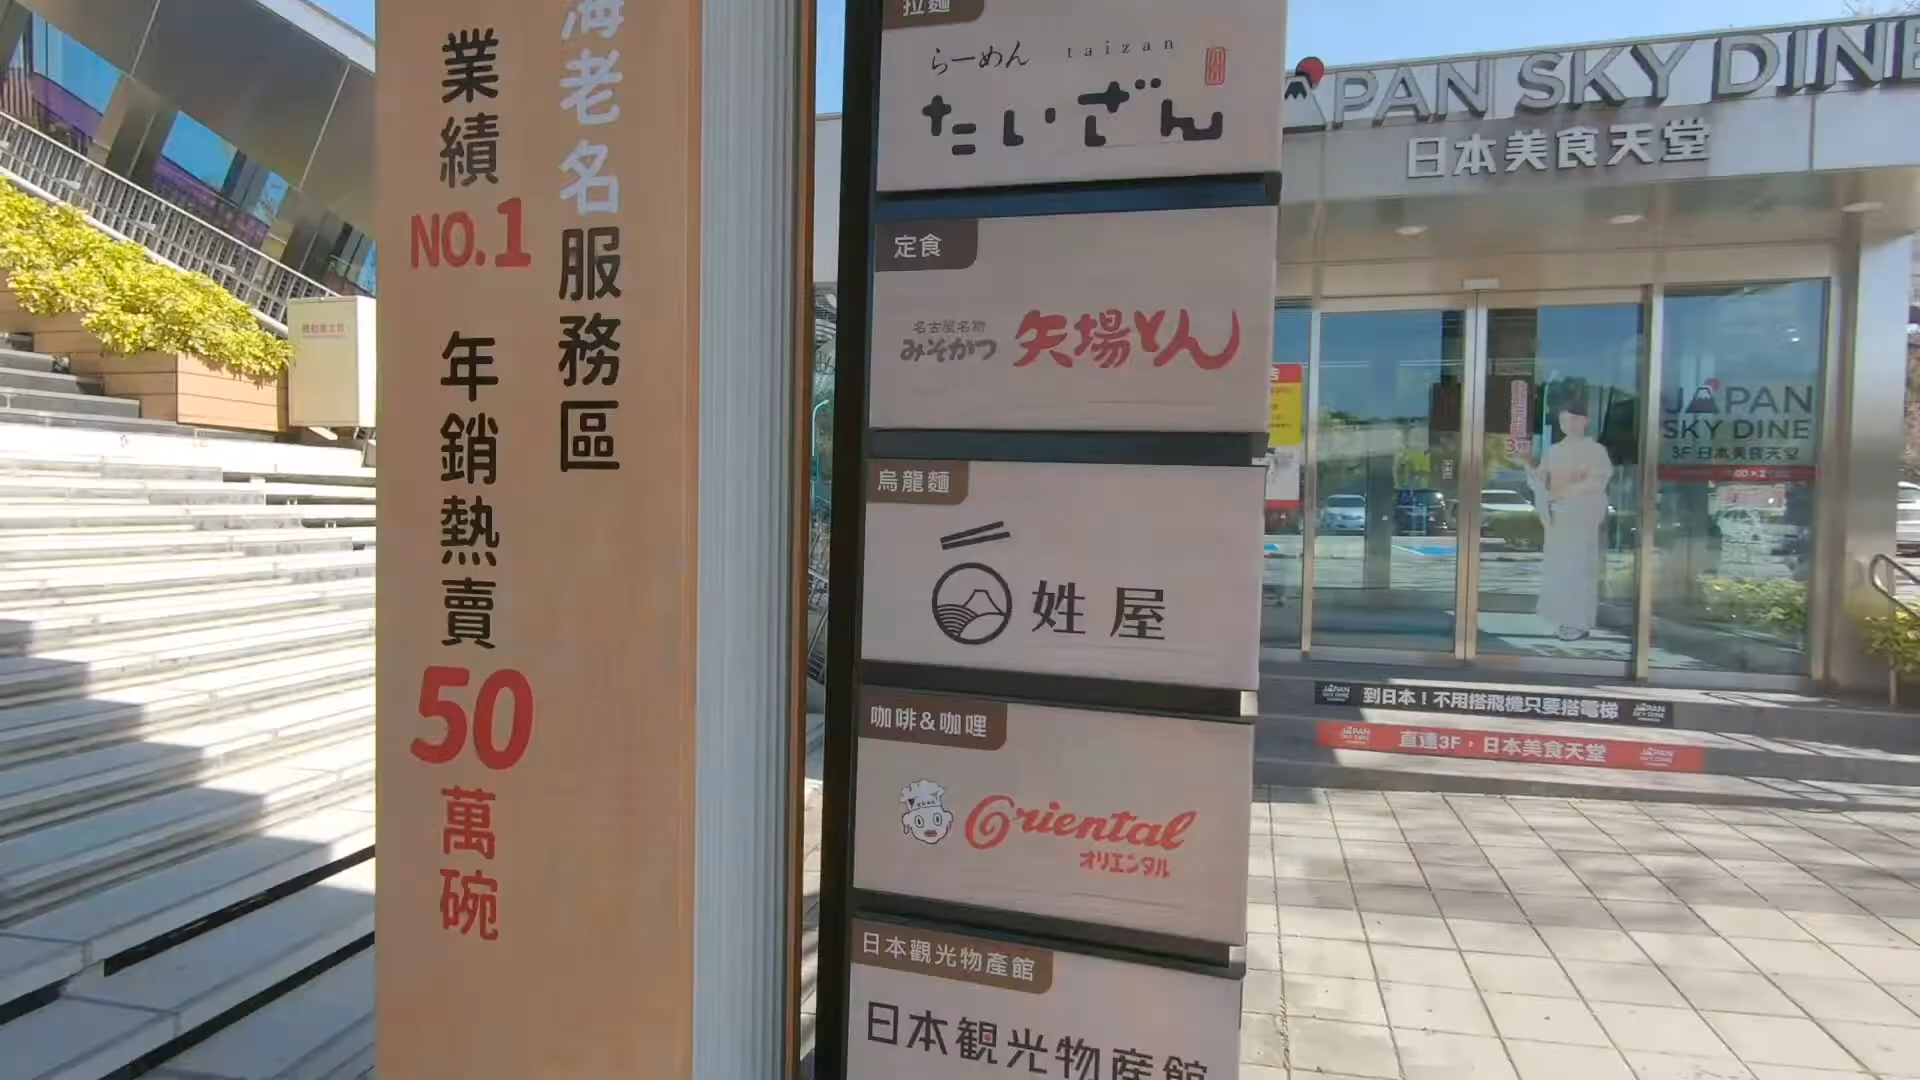 海老名服務區
業績NO.1 年銷熱賣50萬碗
拉麵
らーめん taizan
たいざん
定食
名古屋名物
みそかつ 矢場とん
烏龍麵
姓屋
咖啡&咖哩
Oriental
オリエンタル
日本觀光物產館
日本観光物産館
JAPAN SKY DINE
日本美食天堂
JAPAN
SKY DINE
3F 日本美食天堂
到日本！不用搭飛機只要搭電梯
直達3F，日本美食天堂